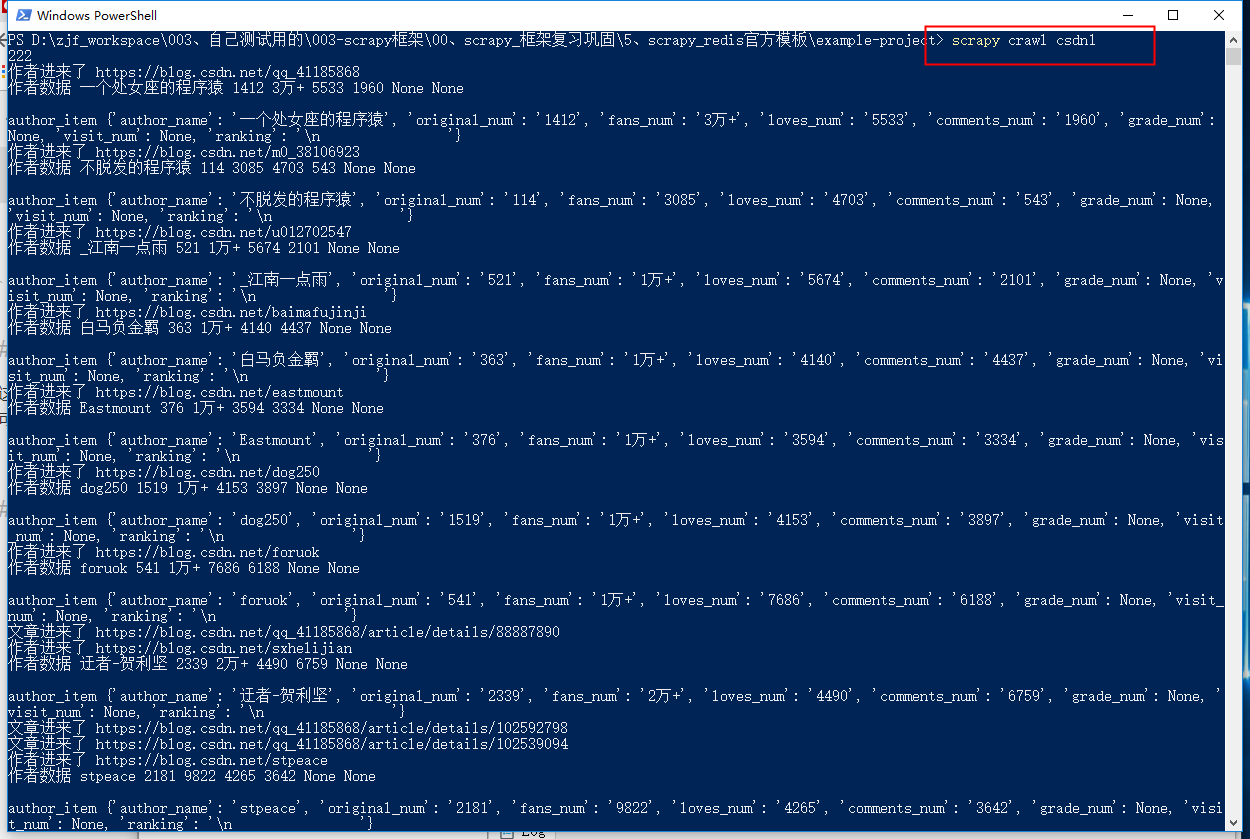 Windows PowerShell
PS D:\zjf_workspace\003、自己测试用的\003-scrapy框架\00、scrapy_框架复习巩固\5、scrapy_redis官方模板\example-project> scrapy crawl csdn1
222
作者进来了 https://blog.csdn.net/qq_41185868
作者数据 一个处女座的程序猿 1412 3万+ 5533 1960 None None
author_item {'author_name': '一个处女座的程序猿', 'original_num': '1412', 'fans_num': '3万+', 'loves_num': '5533', 'comments_num': '1960', 'grade_num':
None, 'visit_num': None, 'ranking': '\n                '}
作者进来了 https://blog.csdn.net/m0_38106923
作者数据 不脱发的程序猿 114 3085 4703 543 None None
author_item {'author_name': '不脱发的程序猿', 'original_num': '114', 'fans_num': '3085', 'loves_num': '4703', 'comments_num': '543', 'grade_num': None,
'visit_num': None, 'ranking': '\n                '}
作者进来了 https://blog.csdn.net/u012702547
作者数据 _江南一点雨 521 1万+ 5674 2101 None None
author_item {'author_name': '_江南一点雨', 'original_num': '521', 'fans_num': '1万+', 'loves_num': '5674', 'comments_num': '2101', 'grade_num': None, 'v
isit_num': None, 'ranking': '\n                '}
作者进来了 https://blog.csdn.net/baimafujinji
作者数据 白马负金羁 363 1万+ 4140 4437 None None
author_item {'author_name': '白马负金羁', 'original_num': '363', 'fans_num': '1万+', 'loves_num': '4140', 'comments_num': '4437', 'grade_num': None, 'vi
sit_num': None, 'ranking': '\n                '}
作者进来了 https://blog.csdn.net/eastmount
作者数据 Eastmount 376 1万+ 3594 3334 None None
author_item {'author_name': 'Eastmount', 'original_num': '376', 'fans_num': '1万+', 'loves_num': '3594', 'comments_num': '3334', 'grade_num': None, 'vis
it_num': None, 'ranking': '\n                '}
作者进来了 https://blog.csdn.net/dog250
作者数据 dog250 1519 1万+ 4153 3897 None None
author_item {'author_name': 'dog250', 'original_num': '1519', 'fans_num': '1万+', 'loves_num': '4153', 'comments_num': '3897', 'grade_num': None, 'visit
_num': None, 'ranking': '\n                '}
作者进来了 https://blog.csdn.net/foruok
作者数据 foruok 541 1万+ 7686 6188 None None
author_item {'author_name': 'foruok', 'original_num': '541', 'fans_num': '1万+', 'loves_num': '7686', 'comments_num': '6188', 'grade_num': None, 'visit_
num': None, 'ranking': '\n                '}
文章进来了 https://blog.csdn.net/qq_41185868/article/details/88887890
作者进来了 https://blog.csdn.net/sxhelijian
作者数据 迂者-贺利坚 2339 2万+ 4490 6759 None None
author_item {'author_name': '迂者-贺利坚', 'original_num': '2339', 'fans_num': '2万+', 'loves_num': '4490', 'comments_num': '6759', 'grade_num': None, '
visit_num': None, 'ranking': '\n                '}
文章进来了 https://blog.csdn.net/qq_41185868/article/details/102592798
文章进来了 https://blog.csdn.net/qq_41185868/article/details/102539094
作者进来了 https://blog.csdn.net/stpeace
作者数据 stpeace 2181 9822 4265 3642 None None
author_item {'author_name': 'stpeace', 'original_num': '2181', 'fans_num': '9822', 'loves_num': '4265', 'comments_num': '3642', 'grade_num': None, 'visi
t_num': None, 'ranking': '\n                '}